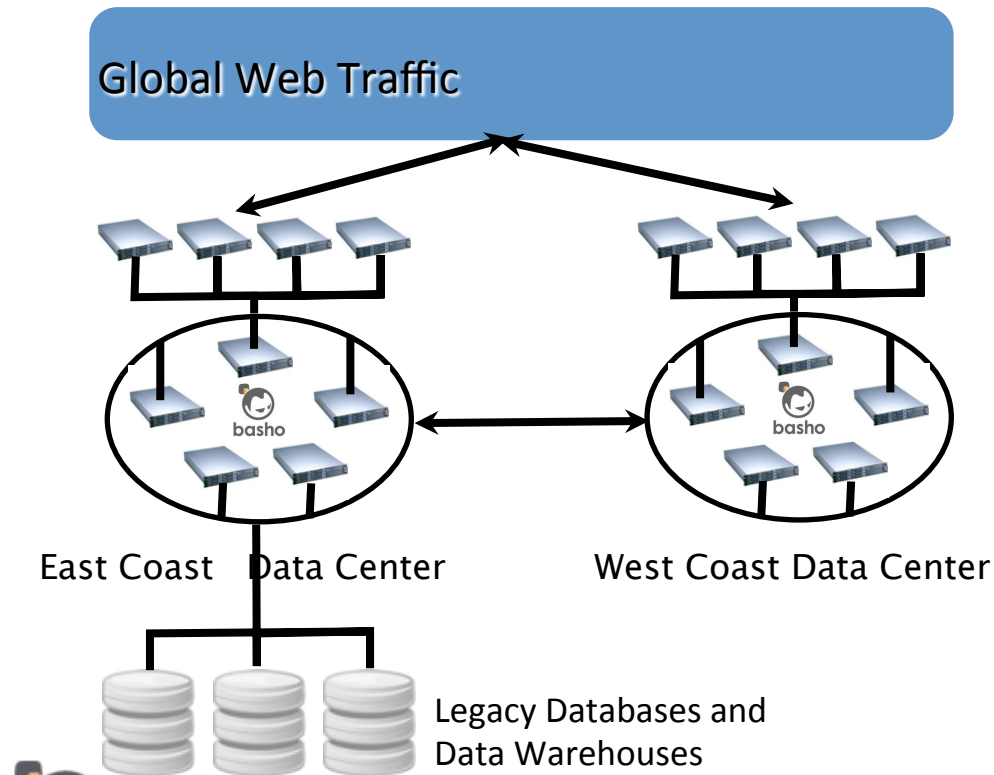 Global Web Traffic
basho
basho
East Coast Data Center
West Coast Data Center
Legacy Databases and
Data Warehouses